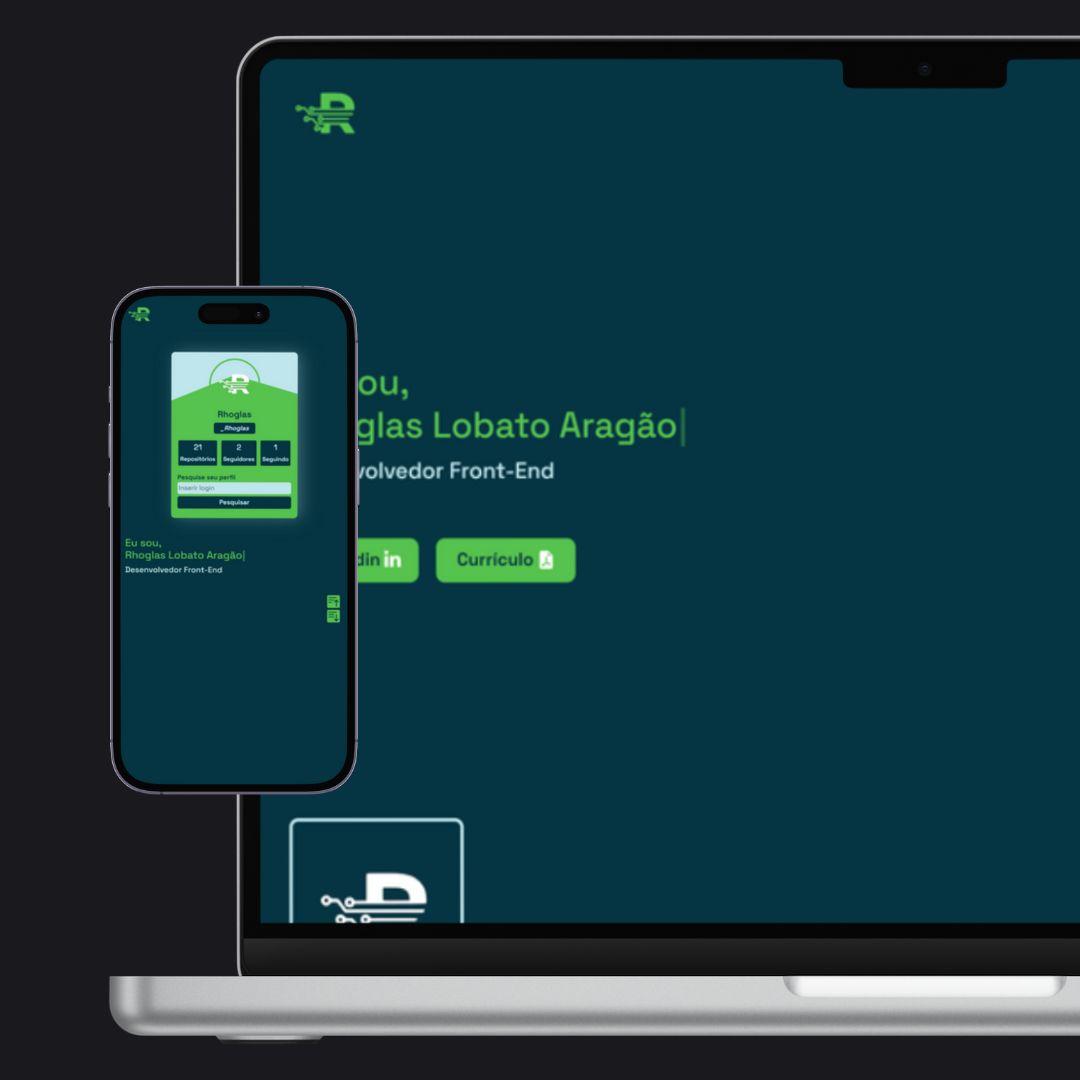 R
ou,
glas Lobato Aragão|
volvedor Front-End
din in
Currículo
R
R
Rhoglas
_Rhoglas
21
Repositórios
2
Seguidores
1
Seguindo
Pesquise seu perfil
Inserir login
Pesquisar
Eu sou,
Rhoglas Lobato Aragão|
Desenvolvedor Front-End
R